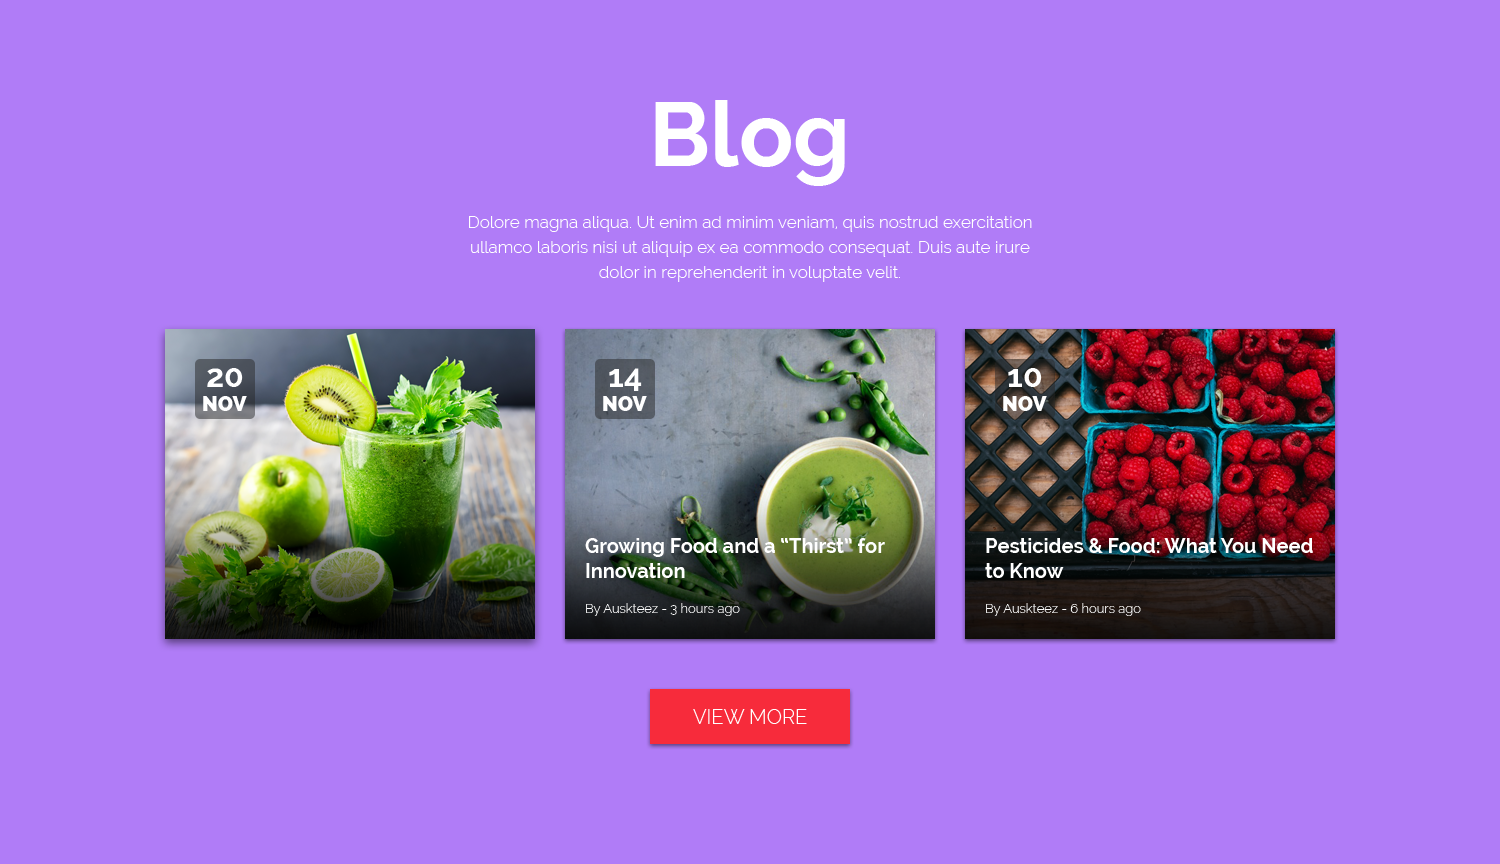 Blog
Dolore magna aliqua. Ut enim ad minim veniam, quis nostrud exercitation
ullamco laboris nisi ut aliquip ex ea commodo consequat. Duis aute irure
dolor in reprehenderit in voluptate velit.
20
NOV
14
NOV
Growing Food and a “Thirst” for
Innovation
By Auskteez - 3 hours ago
10
NOV
Pesticides & Food: What You Need
to Know
By Auskteez - 6 hours ago
VIEW MORE